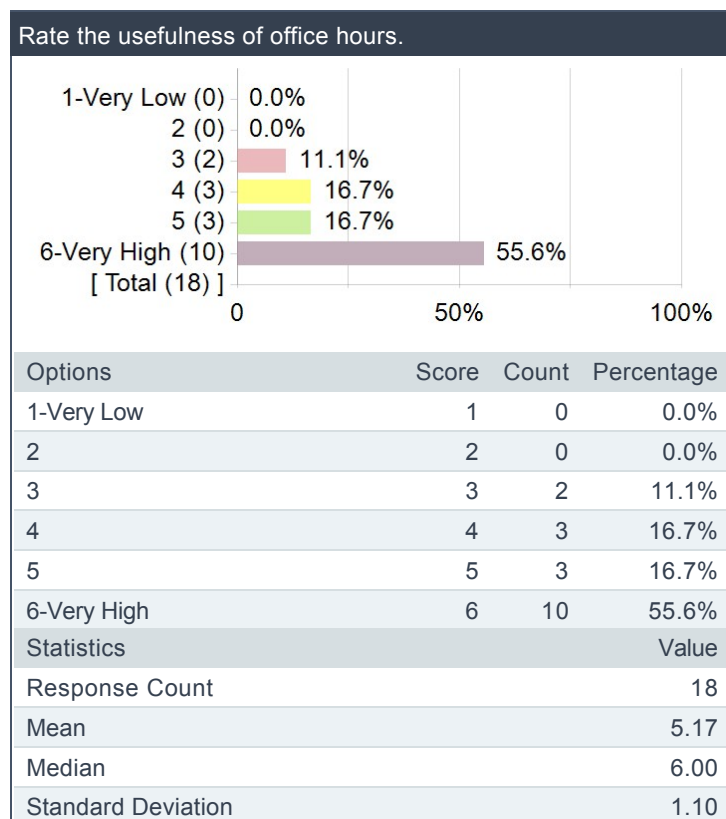 Rate the usefulness of office hours.
1-Very Low (0) 0.0%
2 (0) 0.0%
3 (2) 11.1%
4 (3) 16.7%
5 (3) 16.7%
6-Very High (10) 55.6%
[ Total (18) ]
0 50% 100%
Options Score Count Percentage
1-Very Low 1 0 0.0%
2 2 0 0.0%
3 3 2 11.1%
4 4 3 16.7%
5 5 3 16.7%
6-Very High 6 10 55.6%
Statistics Value
Response Count 18
Mean 5.17
Median 6.00
Standard Deviation 1.10